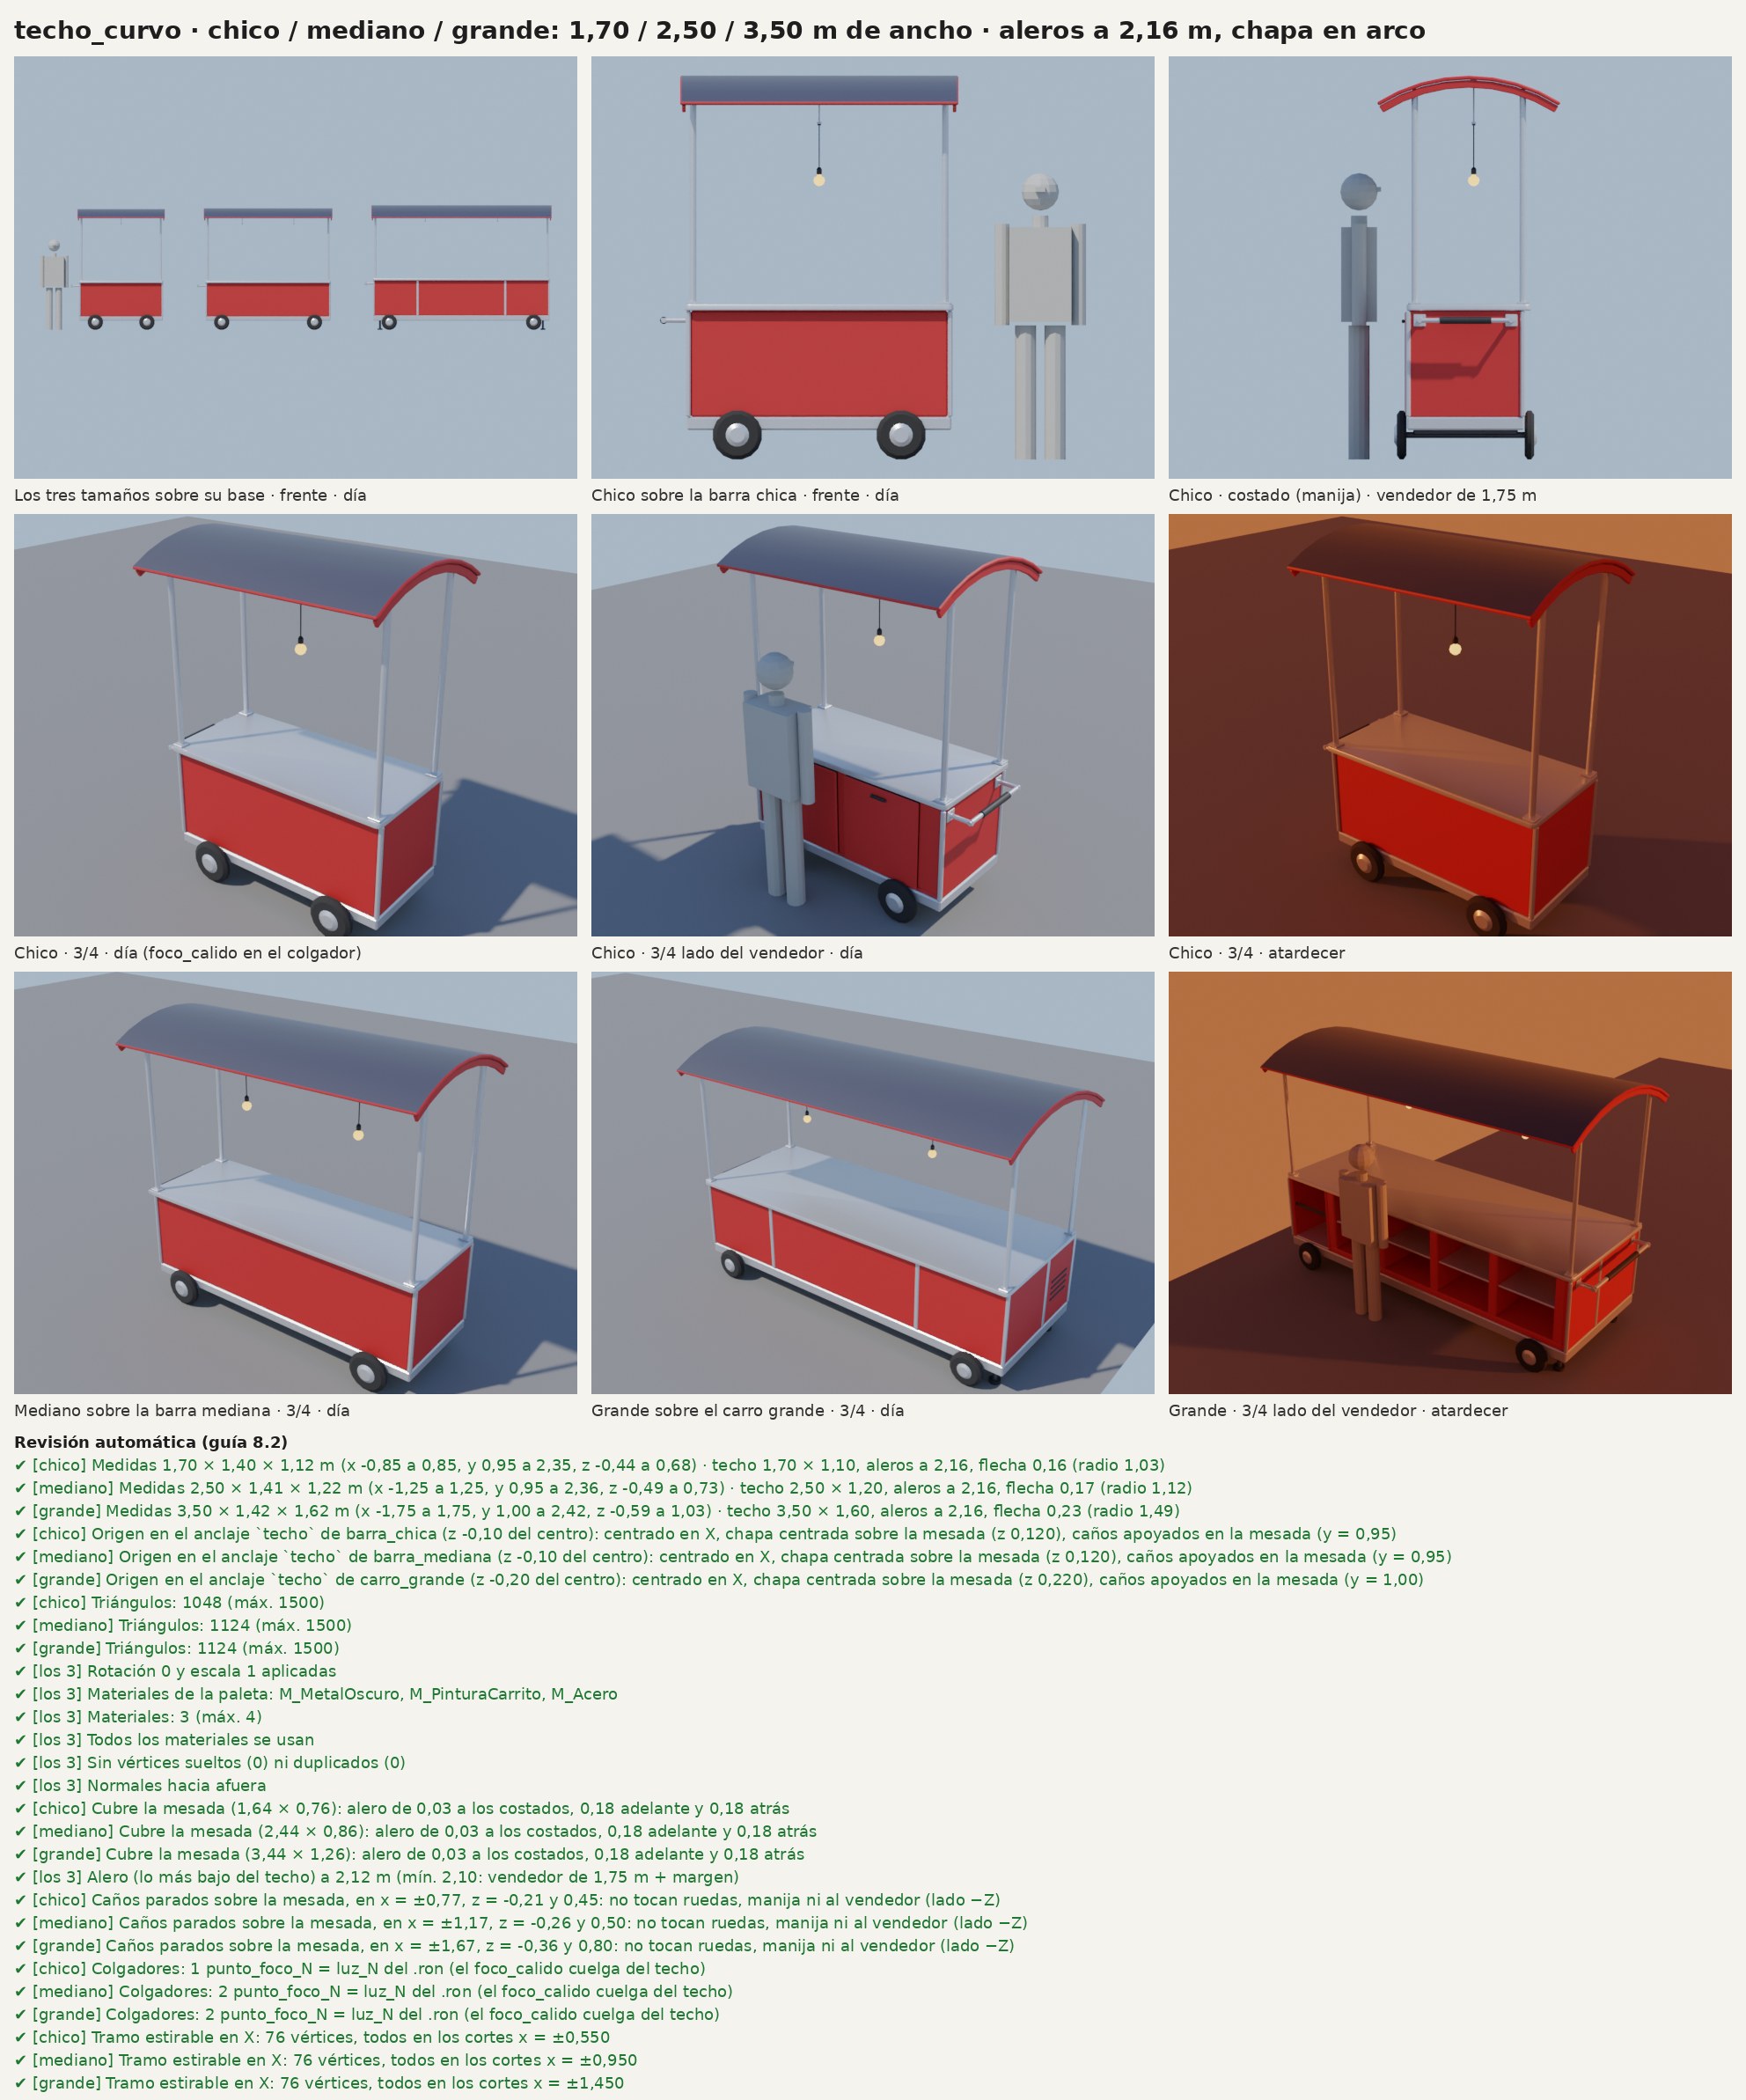 techo_curvo · chico / mediano / grande: 1,70 / 2,50 / 3,50 m de ancho · aleros a 2,16 m, chapa en arco
Los tres tamaños sobre su base · frente · día
Chico sobre la barra chica · frente · día
Chico · costado (manija) · vendedor de 1,75 m
Chico · 3/4 · día (foco_calido en el colgador)
Chico · 3/4 lado del vendedor · día
Chico · 3/4 · atardecer
Mediano sobre la barra mediana · 3/4 · día
Grande sobre el carro grande · 3/4 · día
Grande · 3/4 lado del vendedor · atardecer
Revisión automática (guía 8.2)
✔ [chico] Medidas 1,70 × 1,40 × 1,12 m (x -0,85 a 0,85, y 0,95 a 2,35, z -0,44 a 0,68) · techo 1,70 × 1,10, aleros a 2,16, flecha 0,16 (radio 1,03)
✔ [mediano] Medidas 2,50 × 1,41 × 1,22 m (x -1,25 a 1,25, y 0,95 a 2,36, z -0,49 a 0,73) · techo 2,50 × 1,20, aleros a 2,16, flecha 0,17 (radio 1,12)
✔ [grande] Medidas 3,50 × 1,42 × 1,62 m (x -1,75 a 1,75, y 1,00 a 2,42, z -0,59 a 1,03) · techo 3,50 × 1,60, aleros a 2,16, flecha 0,23 (radio 1,49)
✔ [chico] Origen en el anclaje `techo` de barra_chica (z -0,10 del centro): centrado en X, chapa centrada sobre la mesada (z 0,120), caños apoyados en la mesada (y = 0,95)
✔ [mediano] Origen en el anclaje `techo` de barra_mediana (z -0,10 del centro): centrado en X, chapa centrada sobre la mesada (z 0,120), caños apoyados en la mesada (y = 0,95)
✔ [grande] Origen en el anclaje `techo` de carro_grande (z -0,20 del centro): centrado en X, chapa centrada sobre la mesada (z 0,220), caños apoyados en la mesada (y = 1,00)
✔ [chico] Triángulos: 1048 (máx. 1500)
✔ [mediano] Triángulos: 1124 (máx. 1500)
✔ [grande] Triángulos: 1124 (máx. 1500)
✔ [los 3] Rotación 0 y escala 1 aplicadas
✔ [los 3] Materiales de la paleta: M_MetalOscuro, M_PinturaCarrito, M_Acero
✔ [los 3] Materiales: 3 (máx. 4)
✔ [los 3] Todos los materiales se usan
✔ [los 3] Sin vértices sueltos (0) ni duplicados (0)
✔ [los 3] Normales hacia afuera
✔ [chico] Cubre la mesada (1,64 × 0,76): alero de 0,03 a los costados, 0,18 adelante y 0,18 atrás
✔ [mediano] Cubre la mesada (2,44 × 0,86): alero de 0,03 a los costados, 0,18 adelante y 0,18 atrás
✔ [grande] Cubre la mesada (3,44 × 1,26): alero de 0,03 a los costados, 0,18 adelante y 0,18 atrás
✔ [los 3] Alero (lo más bajo del techo) a 2,12 m (mín. 2,10: vendedor de 1,75 m + margen)
✔ [chico] Caños parados sobre la mesada, en x = ±0,77, z = -0,21 y 0,45: no tocan ruedas, manija ni al vendedor (lado −Z)
✔ [mediano] Caños parados sobre la mesada, en x = ±1,17, z = -0,26 y 0,50: no tocan ruedas, manija ni al vendedor (lado −Z)
✔ [grande] Caños parados sobre la mesada, en x = ±1,67, z = -0,36 y 0,80: no tocan ruedas, manija ni al vendedor (lado −Z)
✔ [chico] Colgadores: 1 punto_foco_N = luz_N del .ron (el foco_calido cuelga del techo)
✔ [mediano] Colgadores: 2 punto_foco_N = luz_N del .ron (el foco_calido cuelga del techo)
✔ [grande] Colgadores: 2 punto_foco_N = luz_N del .ron (el foco_calido cuelga del techo)
✔ [chico] Tramo estirable en X: 76 vértices, todos en los cortes x = ±0,550
✔ [mediano] Tramo estirable en X: 76 vértices, todos en los cortes x = ±0,950
✔ [grande] Tramo estirable en X: 76 vértices, todos en los cortes x = ±1,450